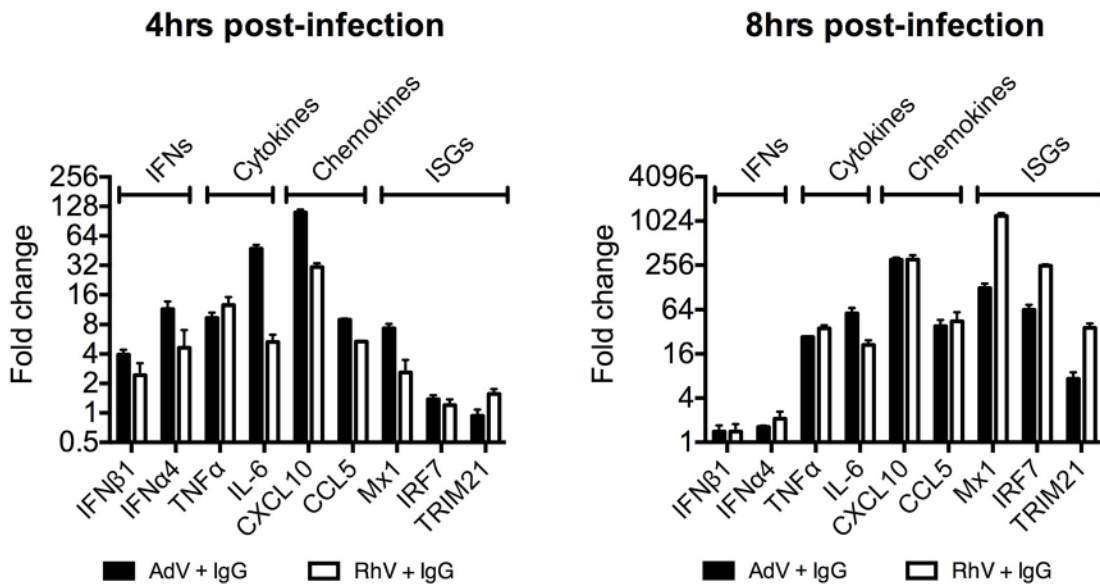 4hrs post-infection
IFNs
Cytokines
Chemokines
ISGs
Fold change
256
128
64
32
16
8
4
2
1
0.5
IFNβ1
IFNα4
TNFα
IL-6
CXCL10
CCL5
Mx1
IRF7
TRIM21
AdV + IgG
RhV + IgG
8hrs post-infection
IFNs
Cytokines
Chemokines
ISGs
Fold change
4096
1024
256
64
16
4
1
IFNβ1
IFNα4
TNFα
IL-6
CXCL10
CCL5
Mx1
IRF7
TRIM21
AdV + IgG
RhV + IgG